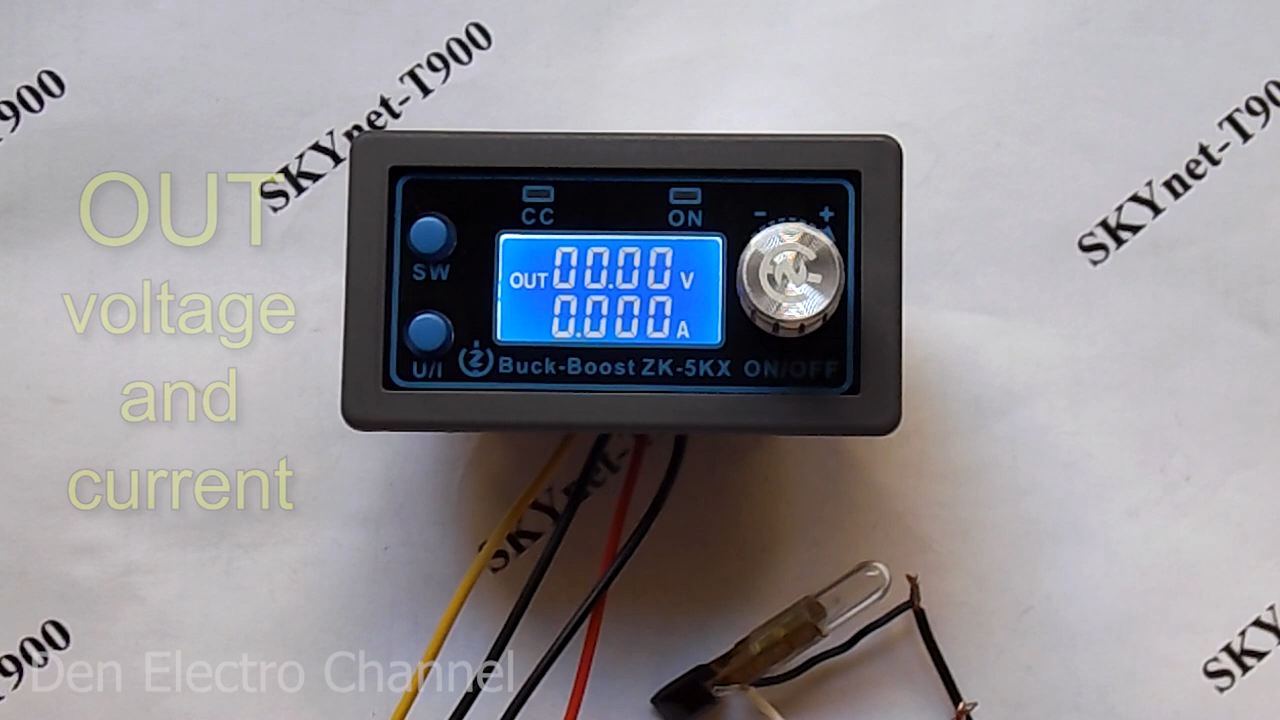 T900
SKYnet-T900
SKYnet-T90
OUT
voltage
and
current
CC
ON
- +
SW
OUT 00.00 V
0.000 A
U/I
Buck-Boost ZK-5KX ON/OFF
SKYnet-
T900
SKY
Den Electro Channel